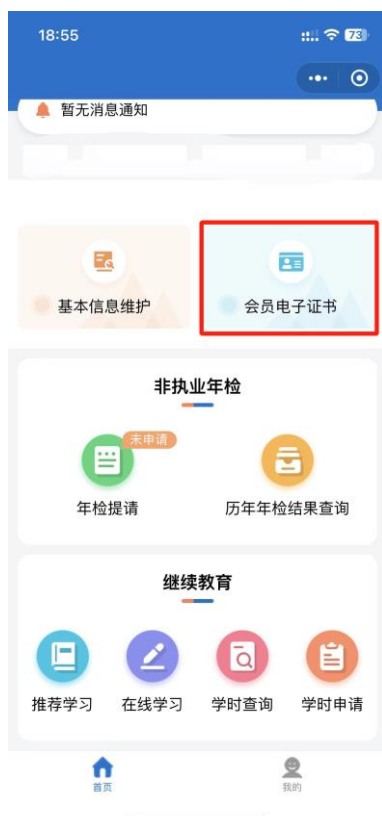 18:55
73
暂无消息通知
基本信息维护
会员电子证书
非执业年检
未申请
年检提请
历年年检结果查询
继续教育
推荐学习
在线学习
学时查询
学时申请
首页
我的